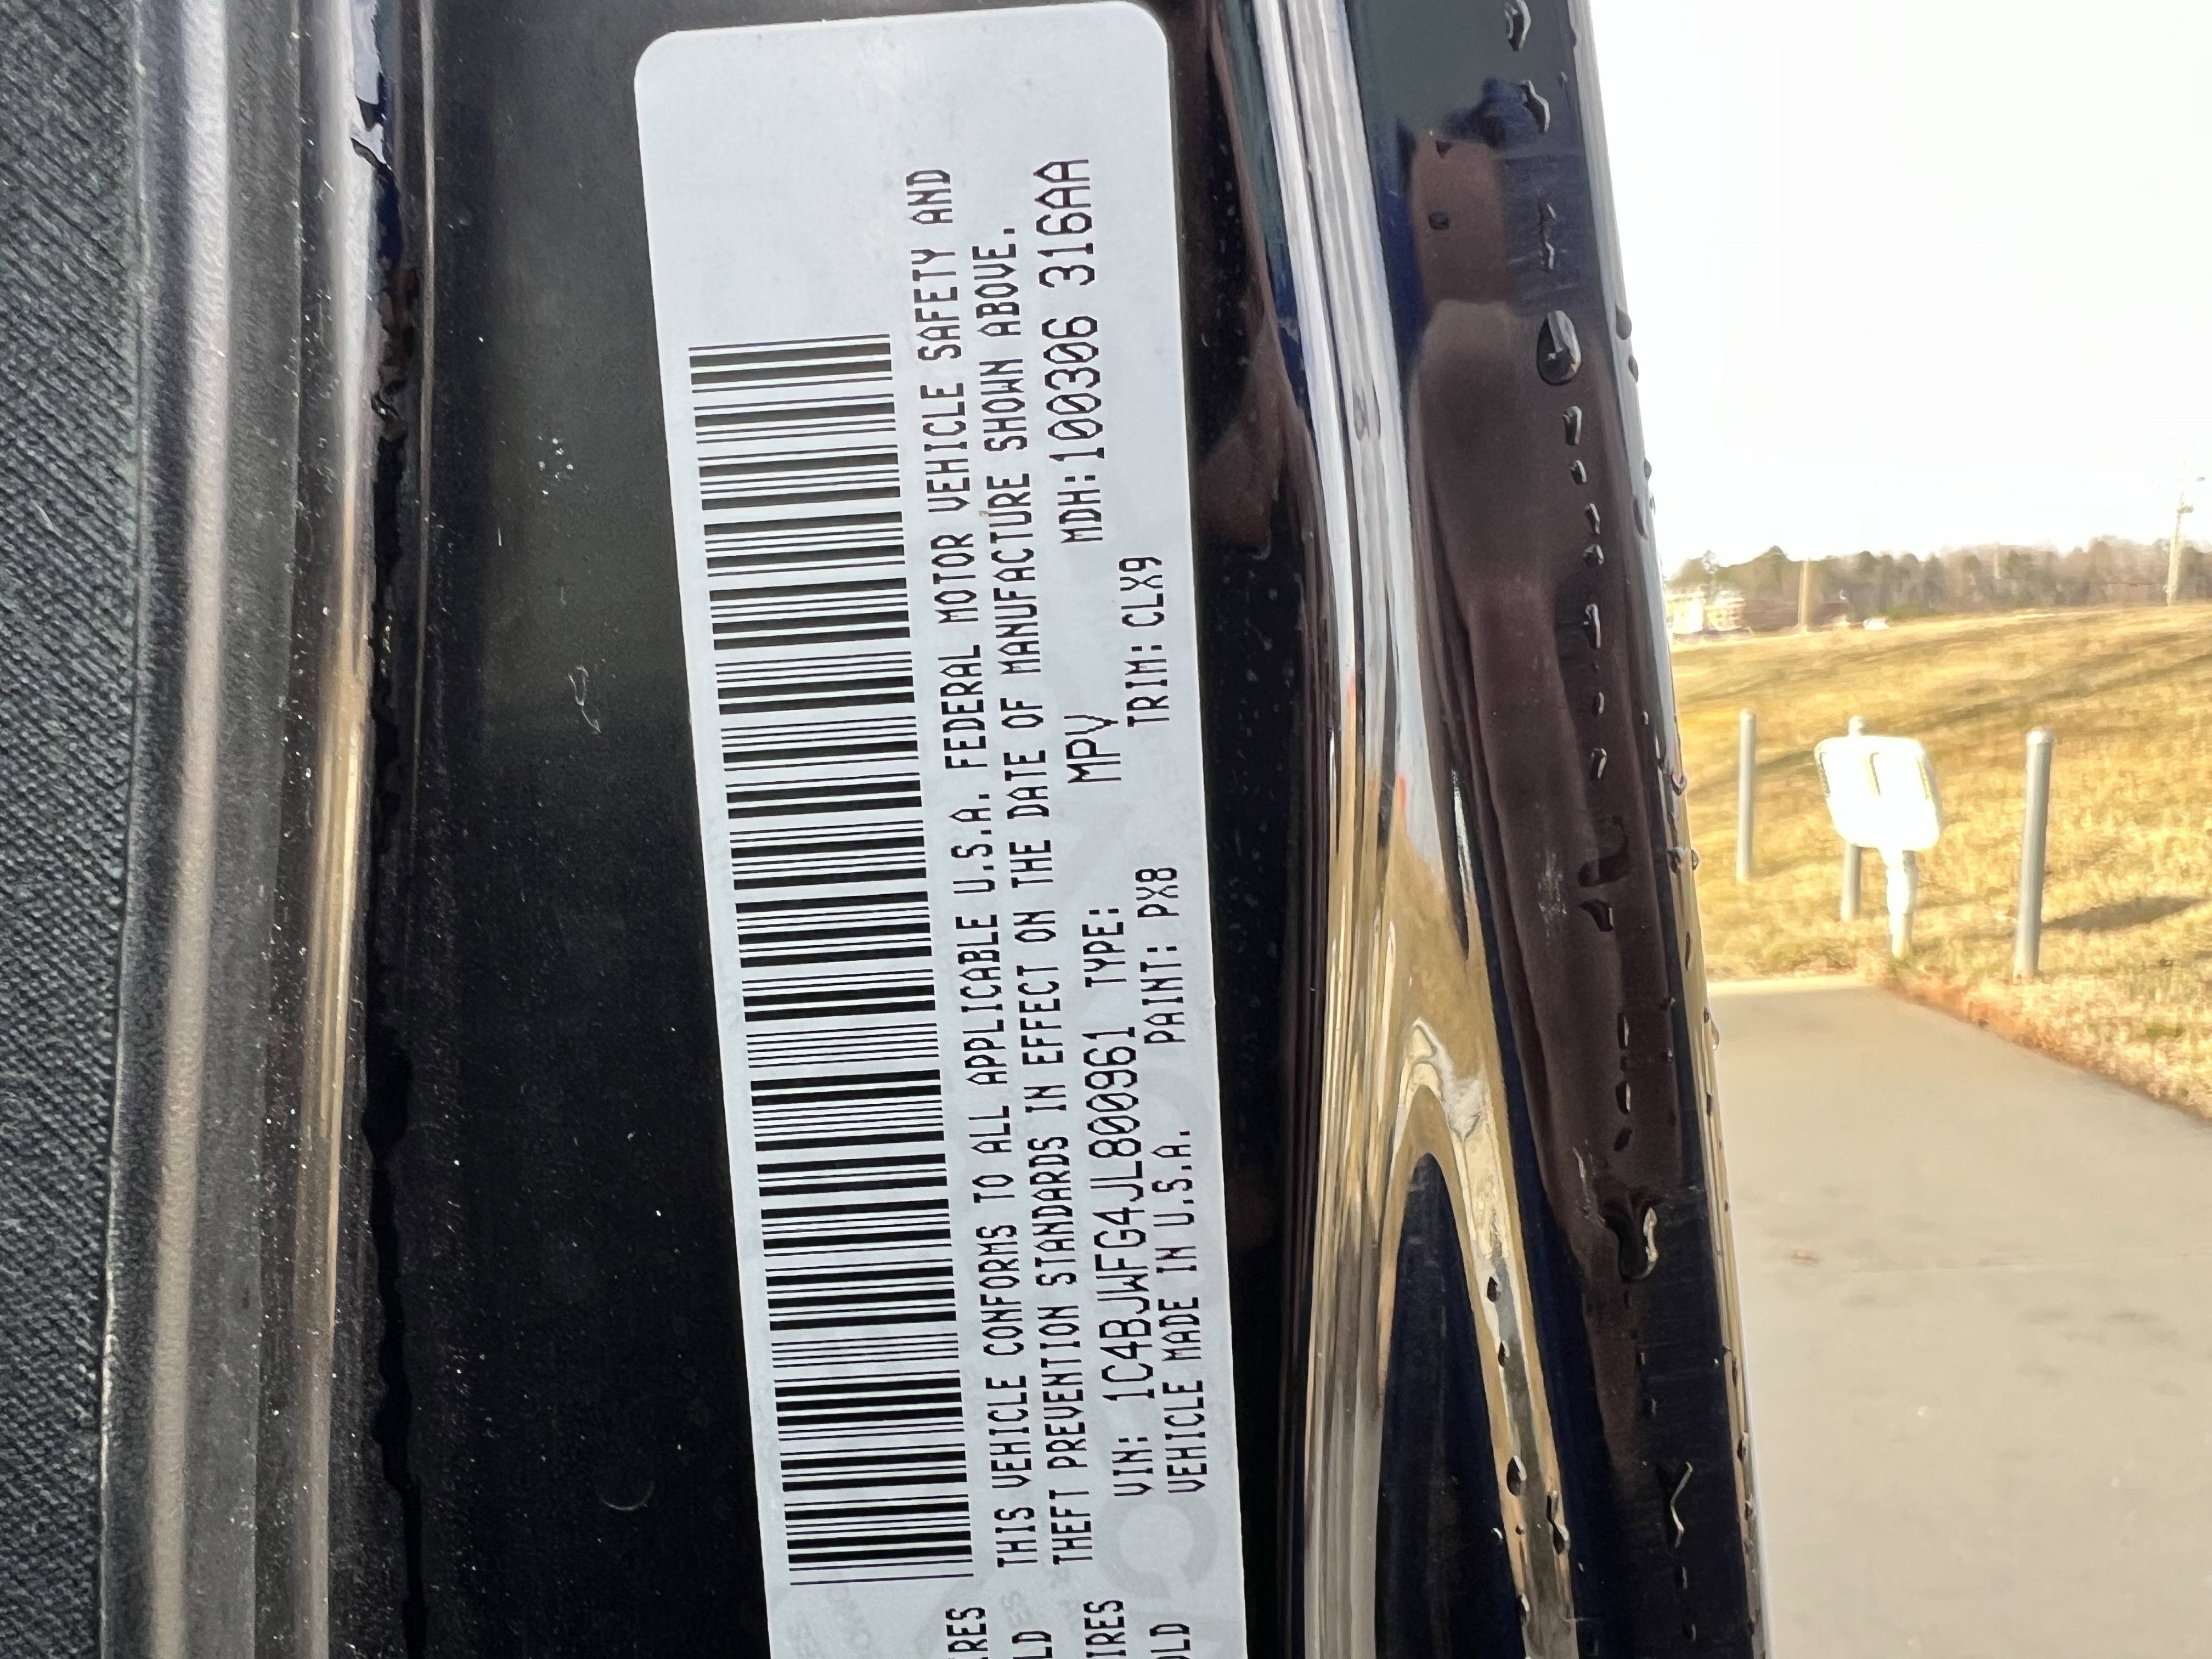 THIS VEHICLE CONFORMS TO ALL APPLICABLE U.S.A. FEDERAL MOTOR VEHICLE SAFETY AND
THEFT PREVENTION STANDARDS IN EFFECT ON THE DATE OF MANUFACTURE SHOWN ABOVE.
VIN: 1C4BJWFG4JL800961 TYPE: MPV MDH:100306 316AA
VEHICLE MADE IN U.S.A. PAINT: PX8 TRIM: CLX9